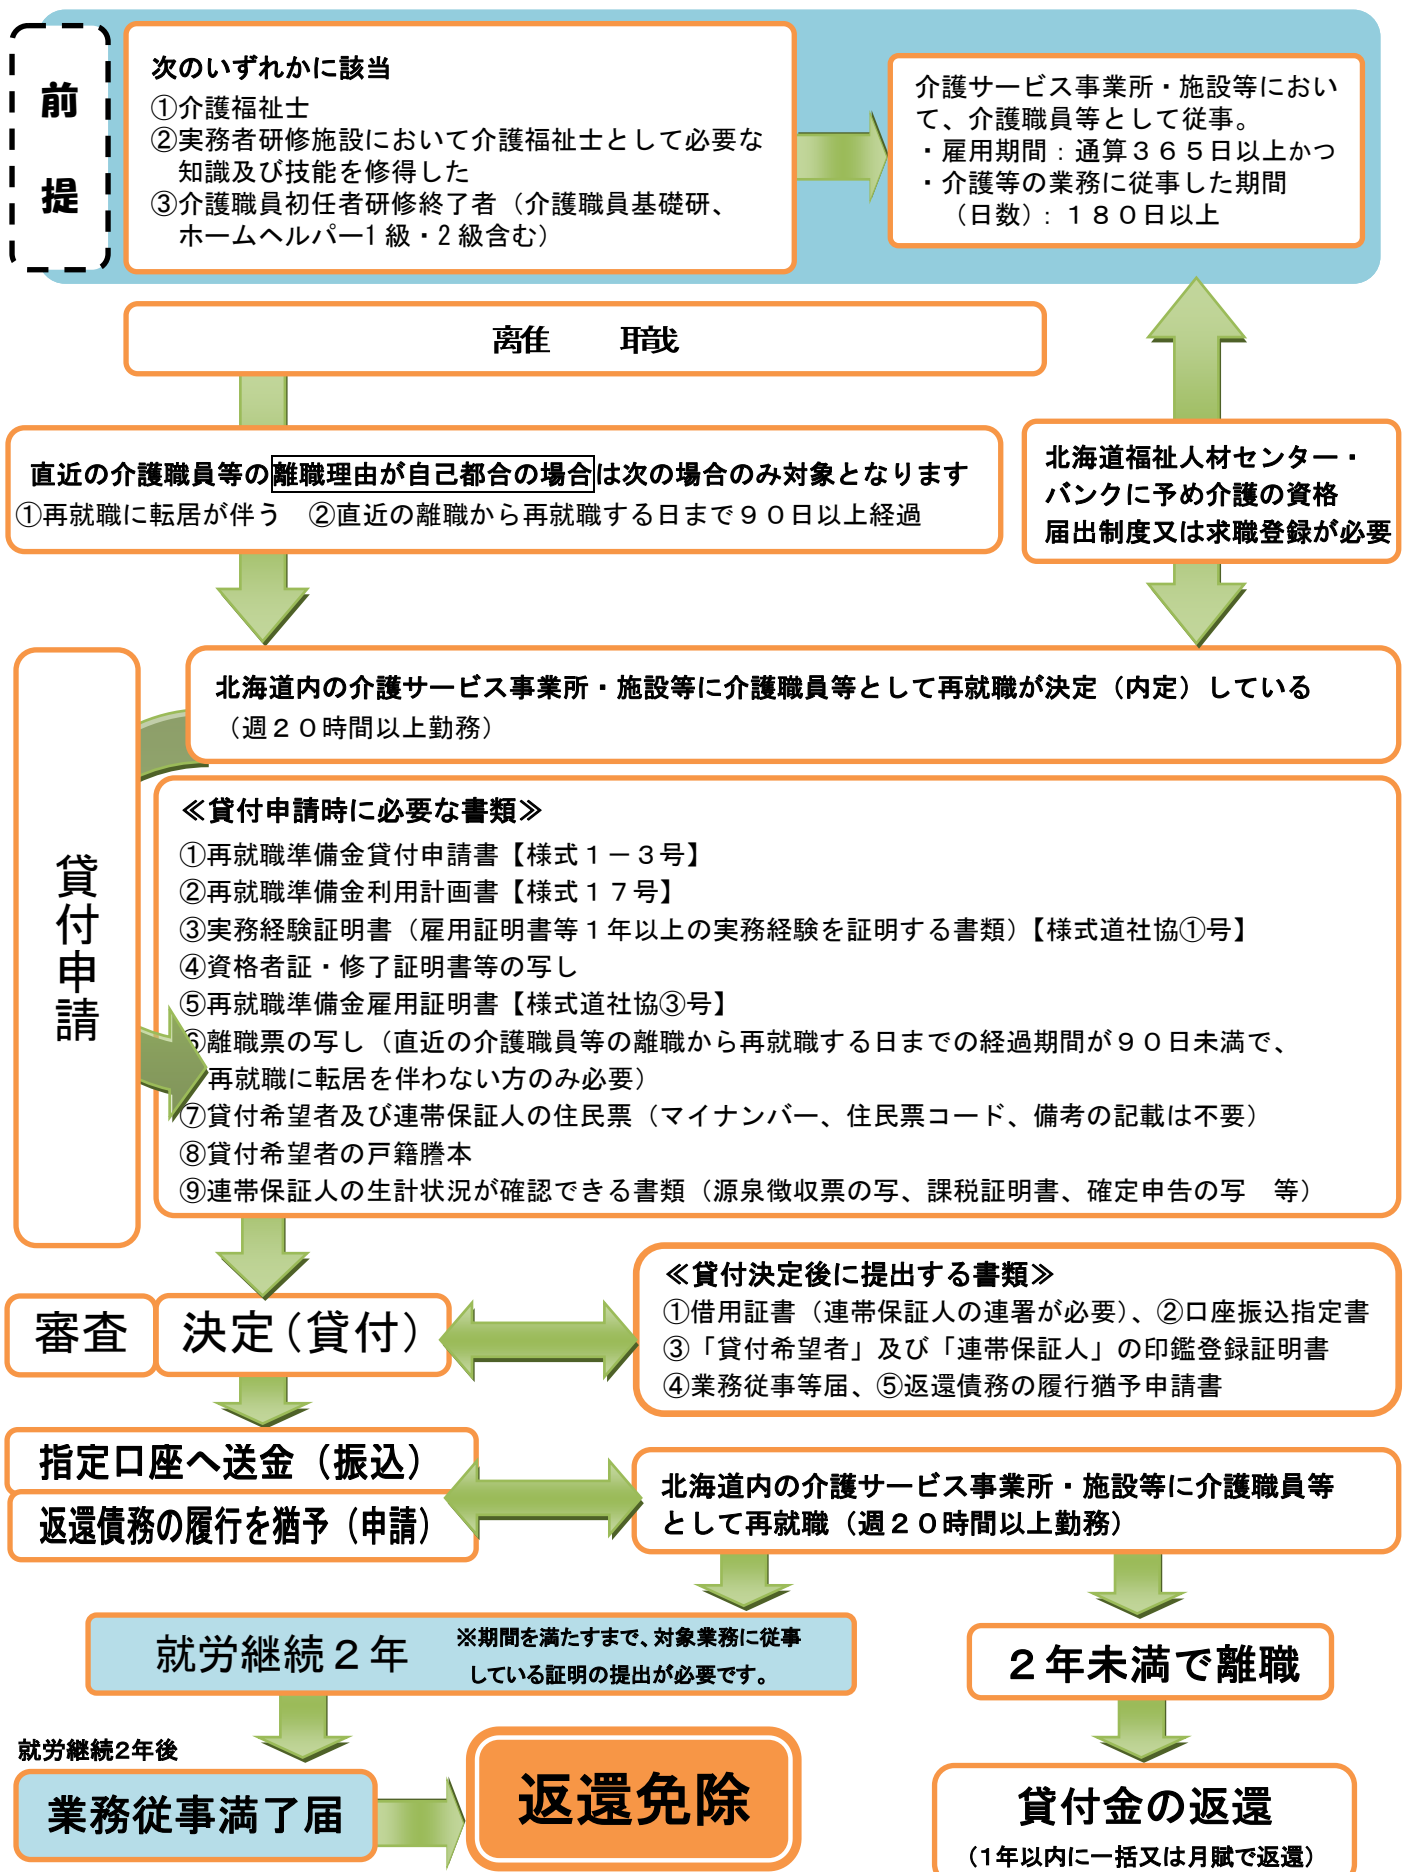 前
提
次のいずれかに該当
①介護福祉士
②実務者研修施設において介護福祉士として必要な
知識及び技能を修得した
③介護職員初任者研修終了者（介護職員基礎研、
ホームヘルパー1級・2級含む）
介護サービス事業所・施設等におい
て、介護職員等として従事。
・雇用期間：通算３６５日以上かつ
・介護等の業務に従事した期間
（日数）：１８０日以上
離　職
直近の介護職員等の離職理由が自己都合の場合は次の場合のみ対象となります
①再就職に転居が伴う　②直近の離職から再就職する日まで９０日以上経過
北海道福祉人材センター・
バンクに予め介護の資格
届出制度又は求職登録が必要
北海道内の介護サービス事業所・施設等に介護職員等として再就職が決定（内定）している
（週２０時間以上勤務）
貸付申請
≪貸付申請時に必要な書類≫
①再就職準備金貸付申請書【様式１－３号】
②再就職準備金利用計画書【様式１７号】
③実務経験証明書（雇用証明書等１年以上の実務経験を証明する書類）【様式道社協①号】
④資格者証・修了証明書等の写し
⑤再就職準備金雇用証明書【様式道社協③号】
⑥離職票の写し（直近の介護職員等の離職から再就職する日までの経過期間が９０日未満で、
再就職に転居を伴わない方のみ必要）
⑦貸付希望者及び連帯保証人の住民票（マイナンバー、住民票コード、備考の記載は不要）
⑧貸付希望者の戸籍謄本
⑨連帯保証人の生計状況が確認できる書類（源泉徴収票の写、課税証明書、確定申告の写　等）
審査
決定（貸付）
≪貸付決定後に提出する書類≫
①借用証書（連帯保証人の連署が必要）、②口座振込指定書
③「貸付希望者」及び「連帯保証人」の印鑑登録証明書
④業務従事等届、⑤返還債務の履行猶予申請書
指定口座へ送金（振込）
返還債務の履行を猶予（申請）
北海道内の介護サービス事業所・施設等に介護職員等
として再就職（週２０時間以上勤務）
就労継続２年
※期間を満たすまで、対象業務に従事
している証明の提出が必要です。
２年未満で離職
就労継続2年後
業務従事満了届
返還免除
貸付金の返還
（1年以内に一括又は月賦で返還）